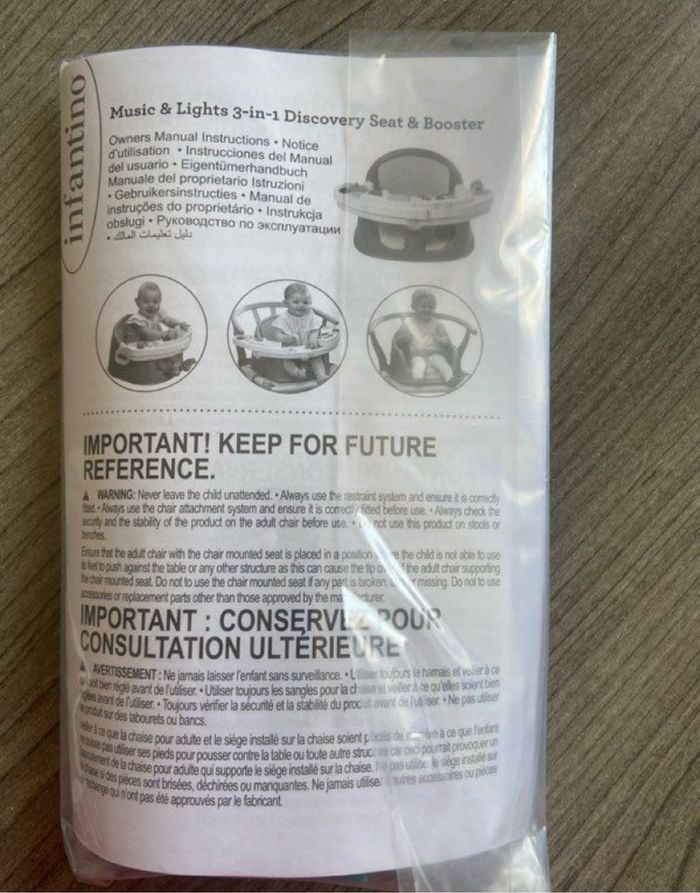 infantino
Music & Lights 3-in-1 Discovery Seat & Booster
Owners Manual Instructions • Notice
d'utilisation • Instrucciones del Manual
del usuario • Eigentümerhandbuch
Manuale del proprietario Istruzioni
• Gebruikersinstructies • Manual de
instruções do proprietário • Instrukcja
obsługi • Руководство по эксплуатации
• دليل تعليمات المالك
IMPORTANT! KEEP FOR FUTURE
REFERENCE.
WARNING: Never leave the child unattended. • Always use the restraint system and ensure it is correctly
fitted. • Always use the chair attachment system and ensure it is correctly fitted before use. • Always check the
security and the stability of the product on the adult chair before use. • Do not use this product on stools or
benches.
Ensure that the adult chair with the chair mounted seat is placed in a position where the child is not able to use
its feet to push against the table or any other structure as this can cause the tip of the adult chair supporting
the chair mounted seat. Do not to use the chair mounted seat if any part is broken, or missing. Do not to use
accessories or replacement parts other than those approved by the manufacturer.
IMPORTANT : CONSERVEZ POUR
CONSULTATION ULTÉRIEURE
AVERTISSEMENT : Ne jamais laisser l'enfant sans surveillance. • Utiliser toujours le harnais et veiller à ce
soit bien réglé avant de l'utiliser. • Utiliser toujours les sangles pour la chaise et veiller à ce qu'elles soient bien
réglées avant de l'utiliser. • Toujours vérifier la sécurité et la stabilité du produit avant de l'utiliser. • Ne pas utiliser
produit sur des tabourets ou bancs.
Veiller à ce que la chaise pour adulte et le siège installé sur la chaise soient placés de manière à ce que l'enfant
puisse pas utiliser ses pieds pour pousser contre la table ou toute autre structure car ceci pourrait provoquer un
de la chaise pour adulte qui supporte le siège installé sur la chaise. Ne pas utiliser le siège installé sur
chaise si des pièces sont brisées, déchirées ou manquantes. Ne jamais utiliser d'autres accessoires ou pièces
rechange qui n'ont pas été approuvés par le fabricant.